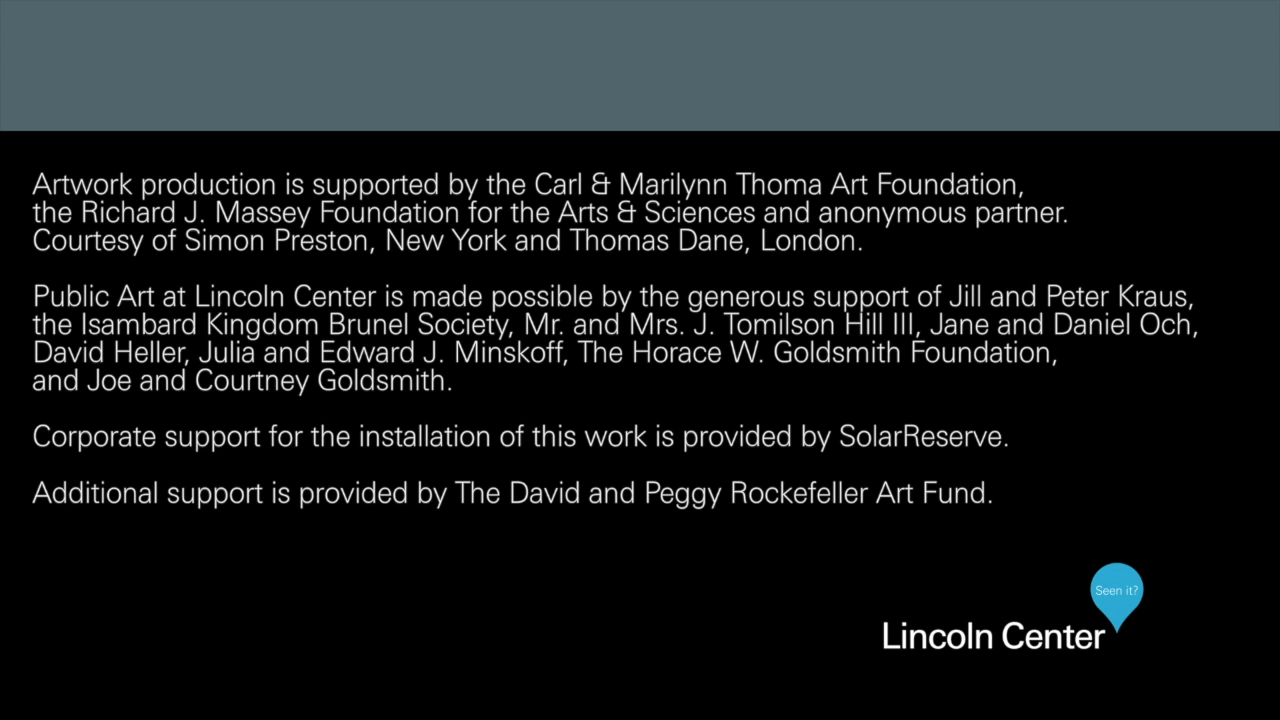 Artwork production is supported by the Carl & Marilynn Thoma Art Foundation,
the Richard J. Massey Foundation for the Arts & Sciences and anonymous partner.
Courtesy of Simon Preston, New York and Thomas Dane, London.
Public Art at Lincoln Center is made possible by the generous support of Jill and Peter Kraus,
the Isambard Kingdom Brunel Society, Mr. and Mrs. J. Tomilson Hill III, Jane and Daniel Och,
David Heller, Julia and Edward J. Minskoff, The Horace W. Goldsmith Foundation,
and Joe and Courtney Goldsmith.
Corporate support for the installation of this work is provided by SolarReserve.
Additional support is provided by The David and Peggy Rockefeller Art Fund.
Seen it?
Lincoln Center